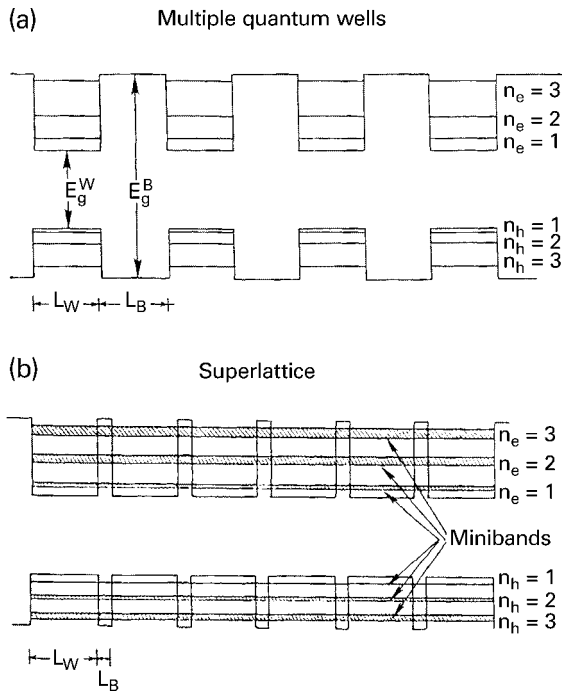 (a) Multiple quantum wells
n_e = 3
n_e = 2
n_e = 1
E_g^W
E_g^B
n_h = 1
n_h = 2
n_h = 3
L_W
L_B
(b) Superlattice
n_e = 3
n_e = 2
n_e = 1
Minibands
n_h = 1
n_h = 2
n_h = 3
L_W
L_B